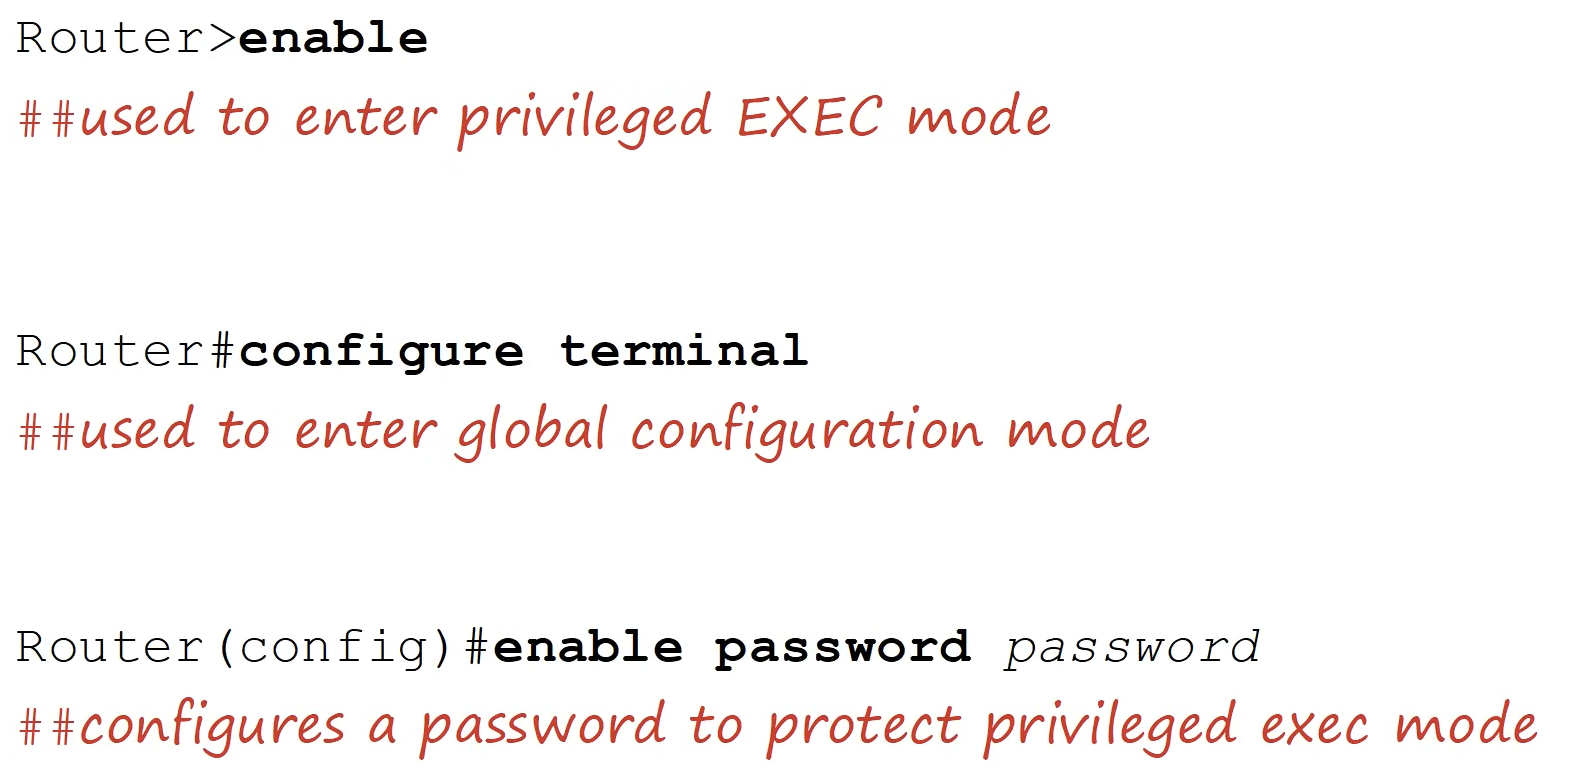 Router>enable
##used to enter privileged EXEC mode
Router#configure terminal
##used to enter global configuration mode
Router(config)#enable password password
##configures a password to protect privileged exec mode